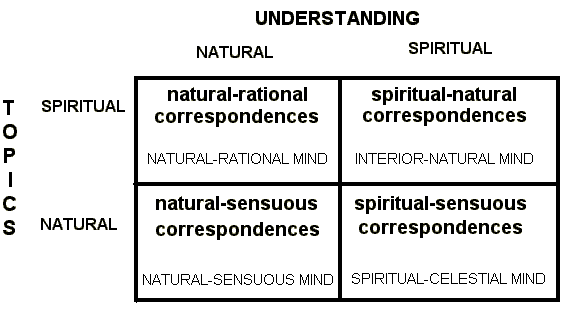 UNDERSTANDING
NATURAL SPIRITUAL
TOPICS
SPIRITUAL
natural-rational
correspondences
NATURAL-RATIONAL MIND
spiritual-natural
correspondences
INTERIOR-NATURAL MIND
NATURAL
natural-sensuous
correspondences
NATURAL-SENSUOUS MIND
spiritual-sensuous
correspondences
SPIRITUAL-CELESTIAL MIND